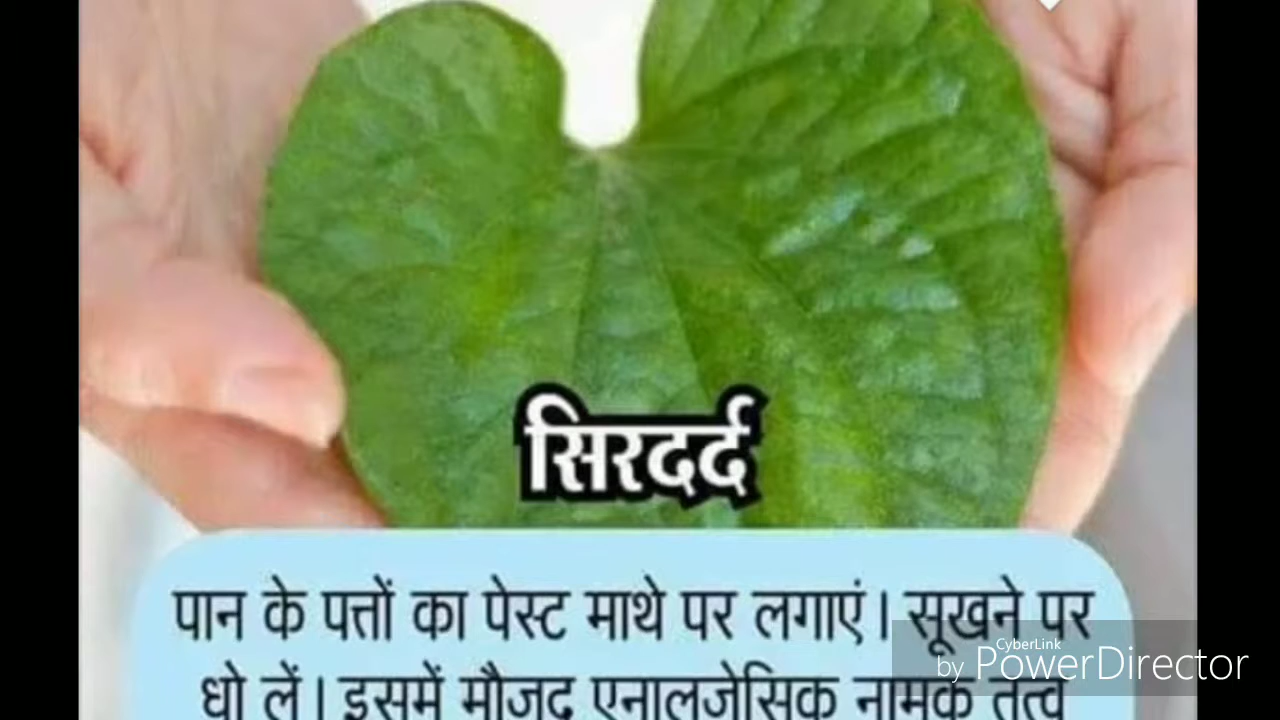 सिरदर्द
पान के पत्तों का पेस्ट माथे पर लगाएं। सूखने पर
धो लें। इसमें मौजूद एनालजेसिक नामक तत्व
CyberLink
by PowerDirector